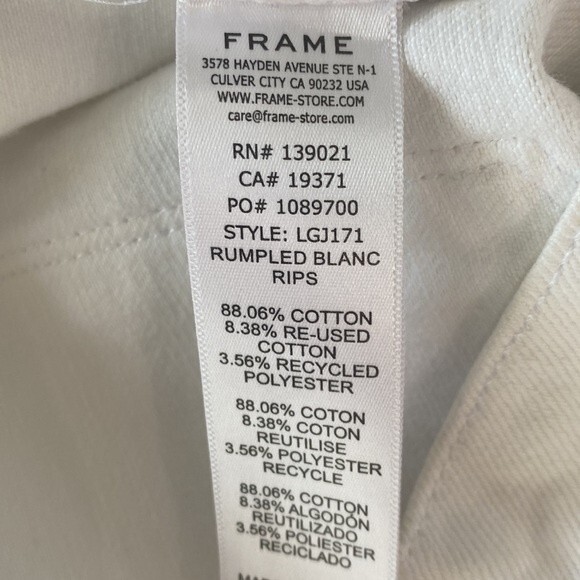 FRAME
3578 HAYDEN AVENUE STE N-1
CULVER CITY CA 90232 USA
WWW.FRAME-STORE.COM
care@frame-store.com
RN# 139021
CA# 19371
PO# 1089700
STYLE: LGJ171
RUMPLED BLANC
RIPS
88.06% COTTON
8.38% RE-USED
COTTON
3.56% RECYCLED
POLYESTER
88.06% COTON
8.38% COTON
REUTILISE
3.56% POLYESTER
RECYCLE
88.06% COTTON
8.38% ALGODÓN
REUTILIZADO
3.56% POLIESTER
RECICLADO